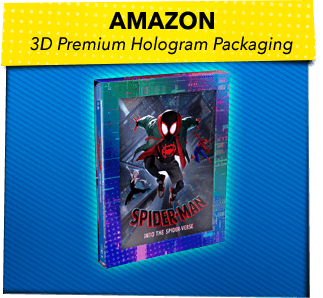 AMAZON
3D Premium Hologram Packaging
SPIDER-MAN
INTO THE SPIDER-VERSE